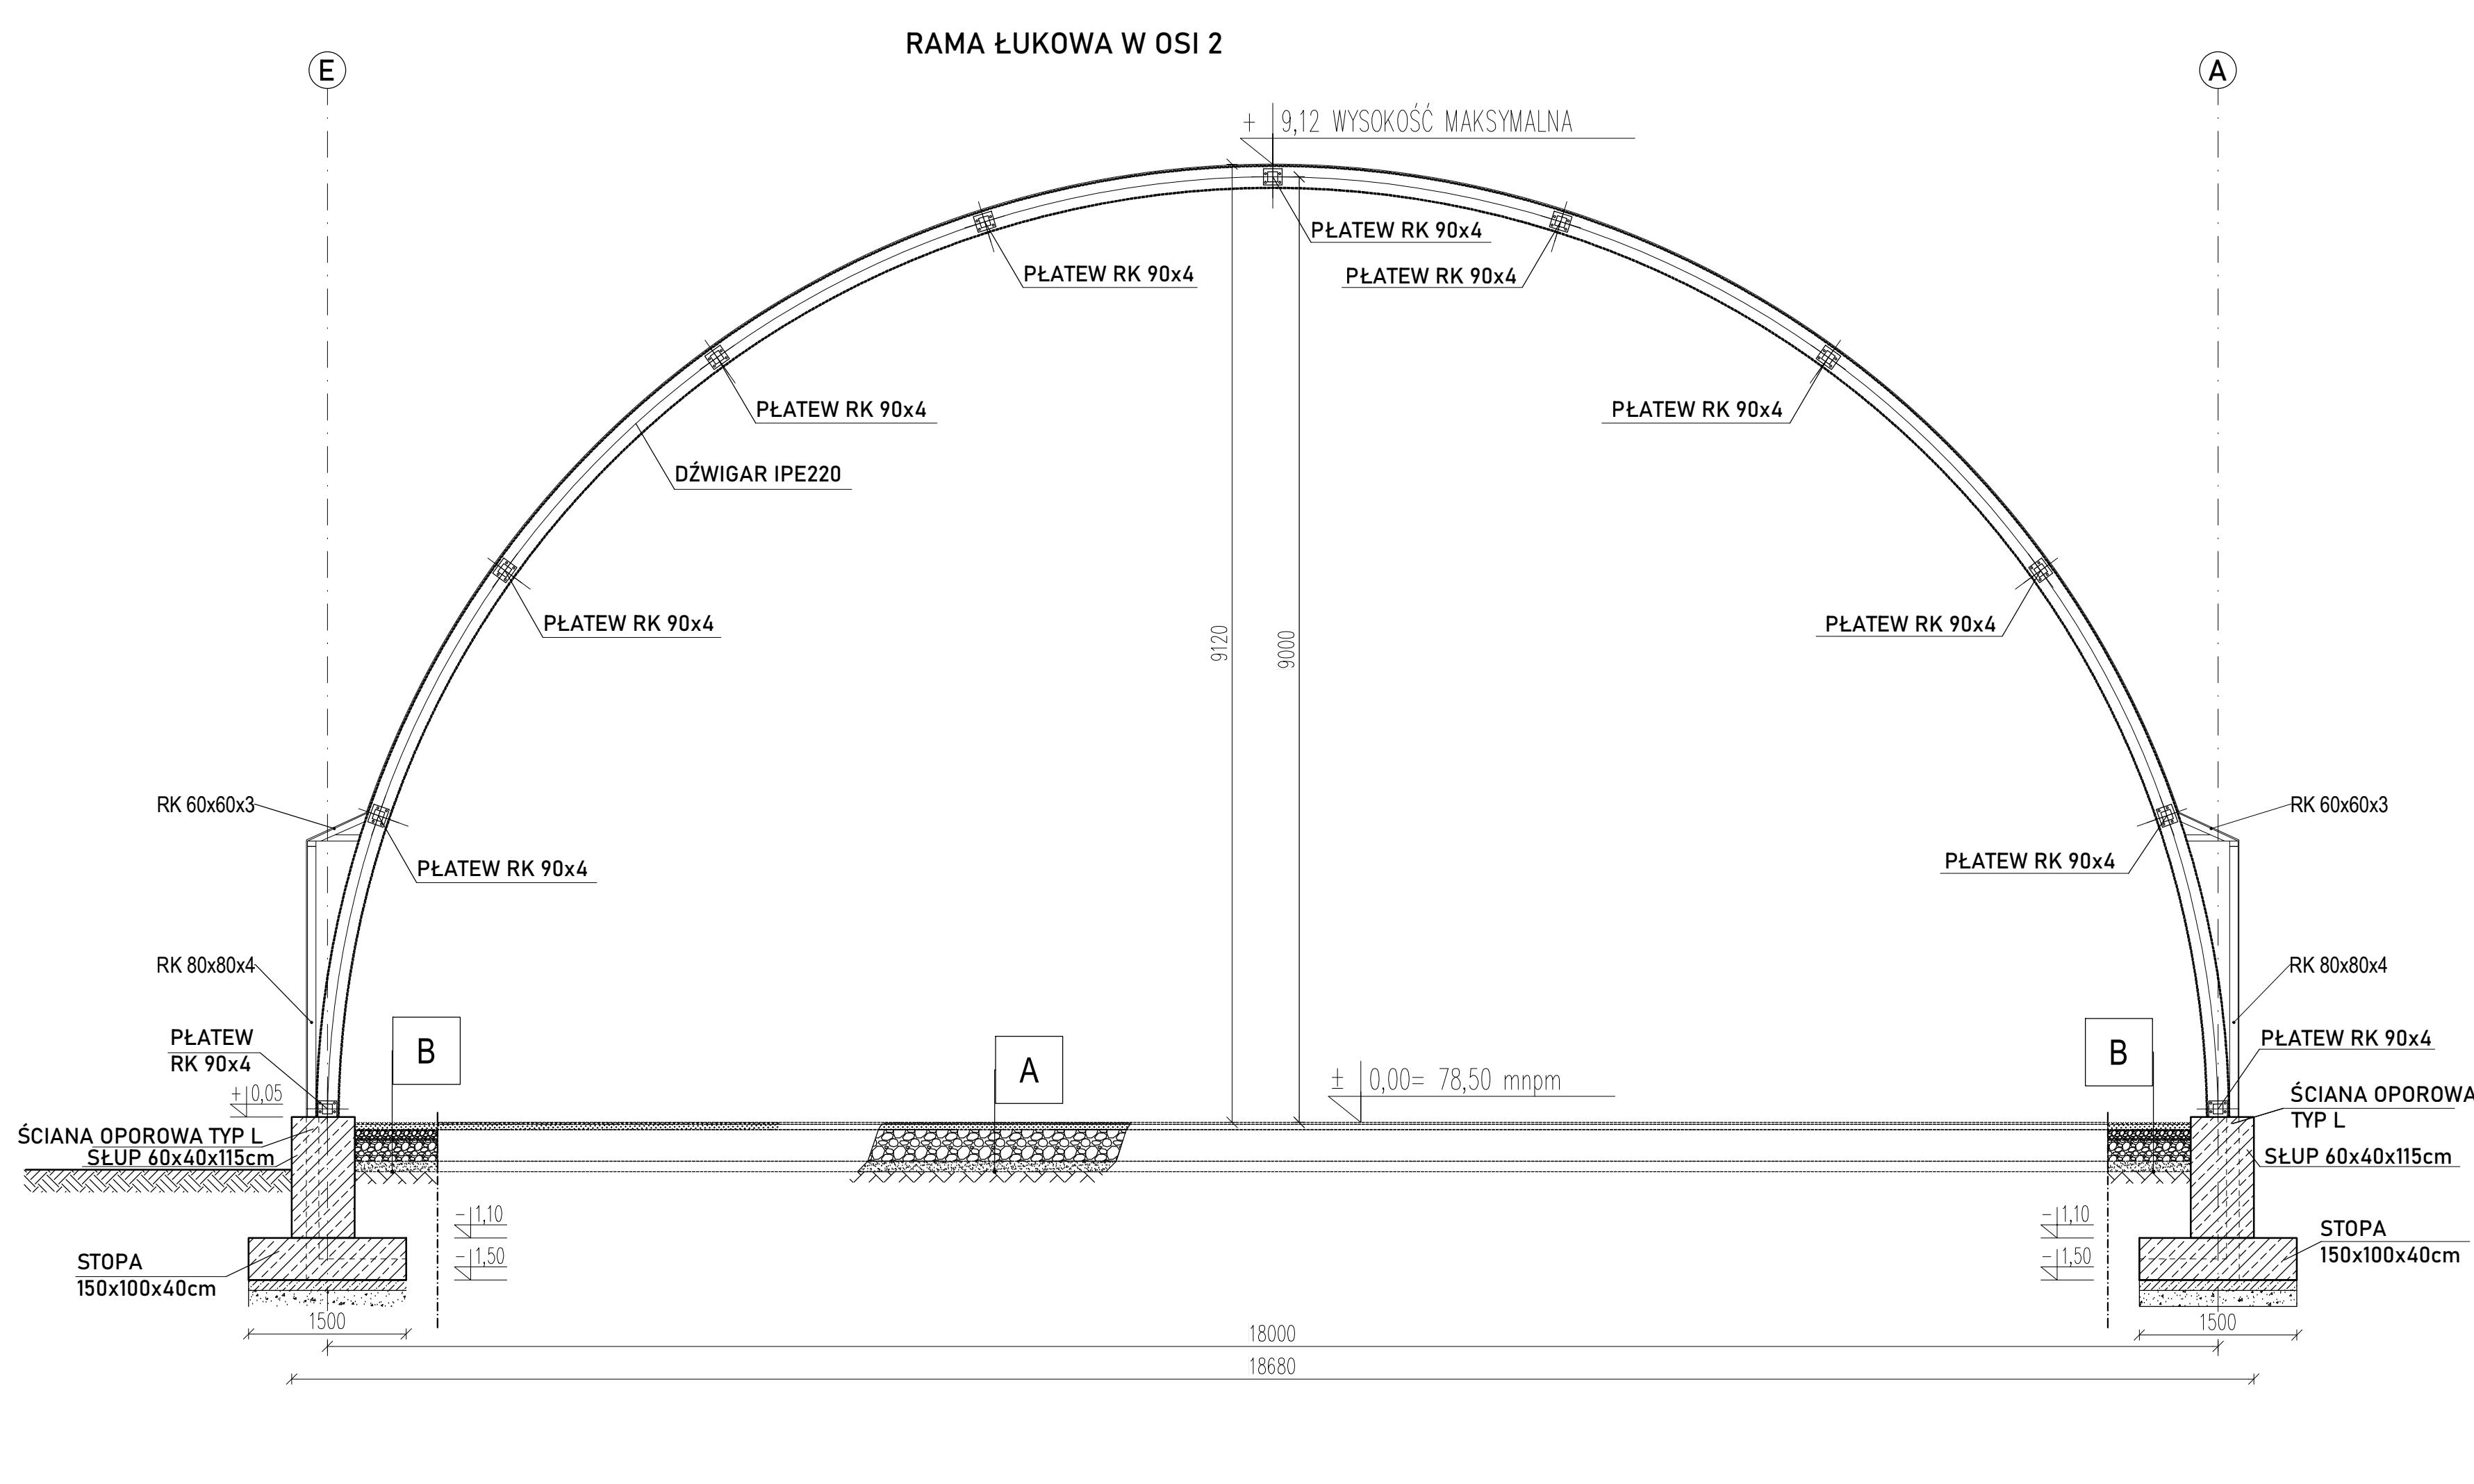 RAMA ŁUKOWA W OSI 2
E
A
+ 9,12 WYSOKOŚĆ MAKSYMALNA
PŁATEW RK 90x4
PŁATEW RK 90x4
PŁATEW RK 90x4
PŁATEW RK 90x4
PŁATEW RK 90x4
DŹWIGAR IPE220
PŁATEW RK 90x4
PŁATEW RK 90x4
9120
9000
RK 60x60x3
RK 60x60x3
PŁATEW RK 90x4
PŁATEW RK 90x4
RK 80x80x4
RK 80x80x4
PŁATEW
RK 90x4
B
A
B
PŁATEW RK 90x4
± 0,00= 78,50 mnpm
+ 0,05
ŚCIANA OPOROWA
TYP L
ŚCIANA OPOROWA TYP L
SŁUP 60x40x115cm
SŁUP 60x40x115cm
- 1,10
- 1,10
- 1,50
- 1,50
STOPA
150x100x40cm
STOPA
150x100x40cm
1500
1500
18000
18680